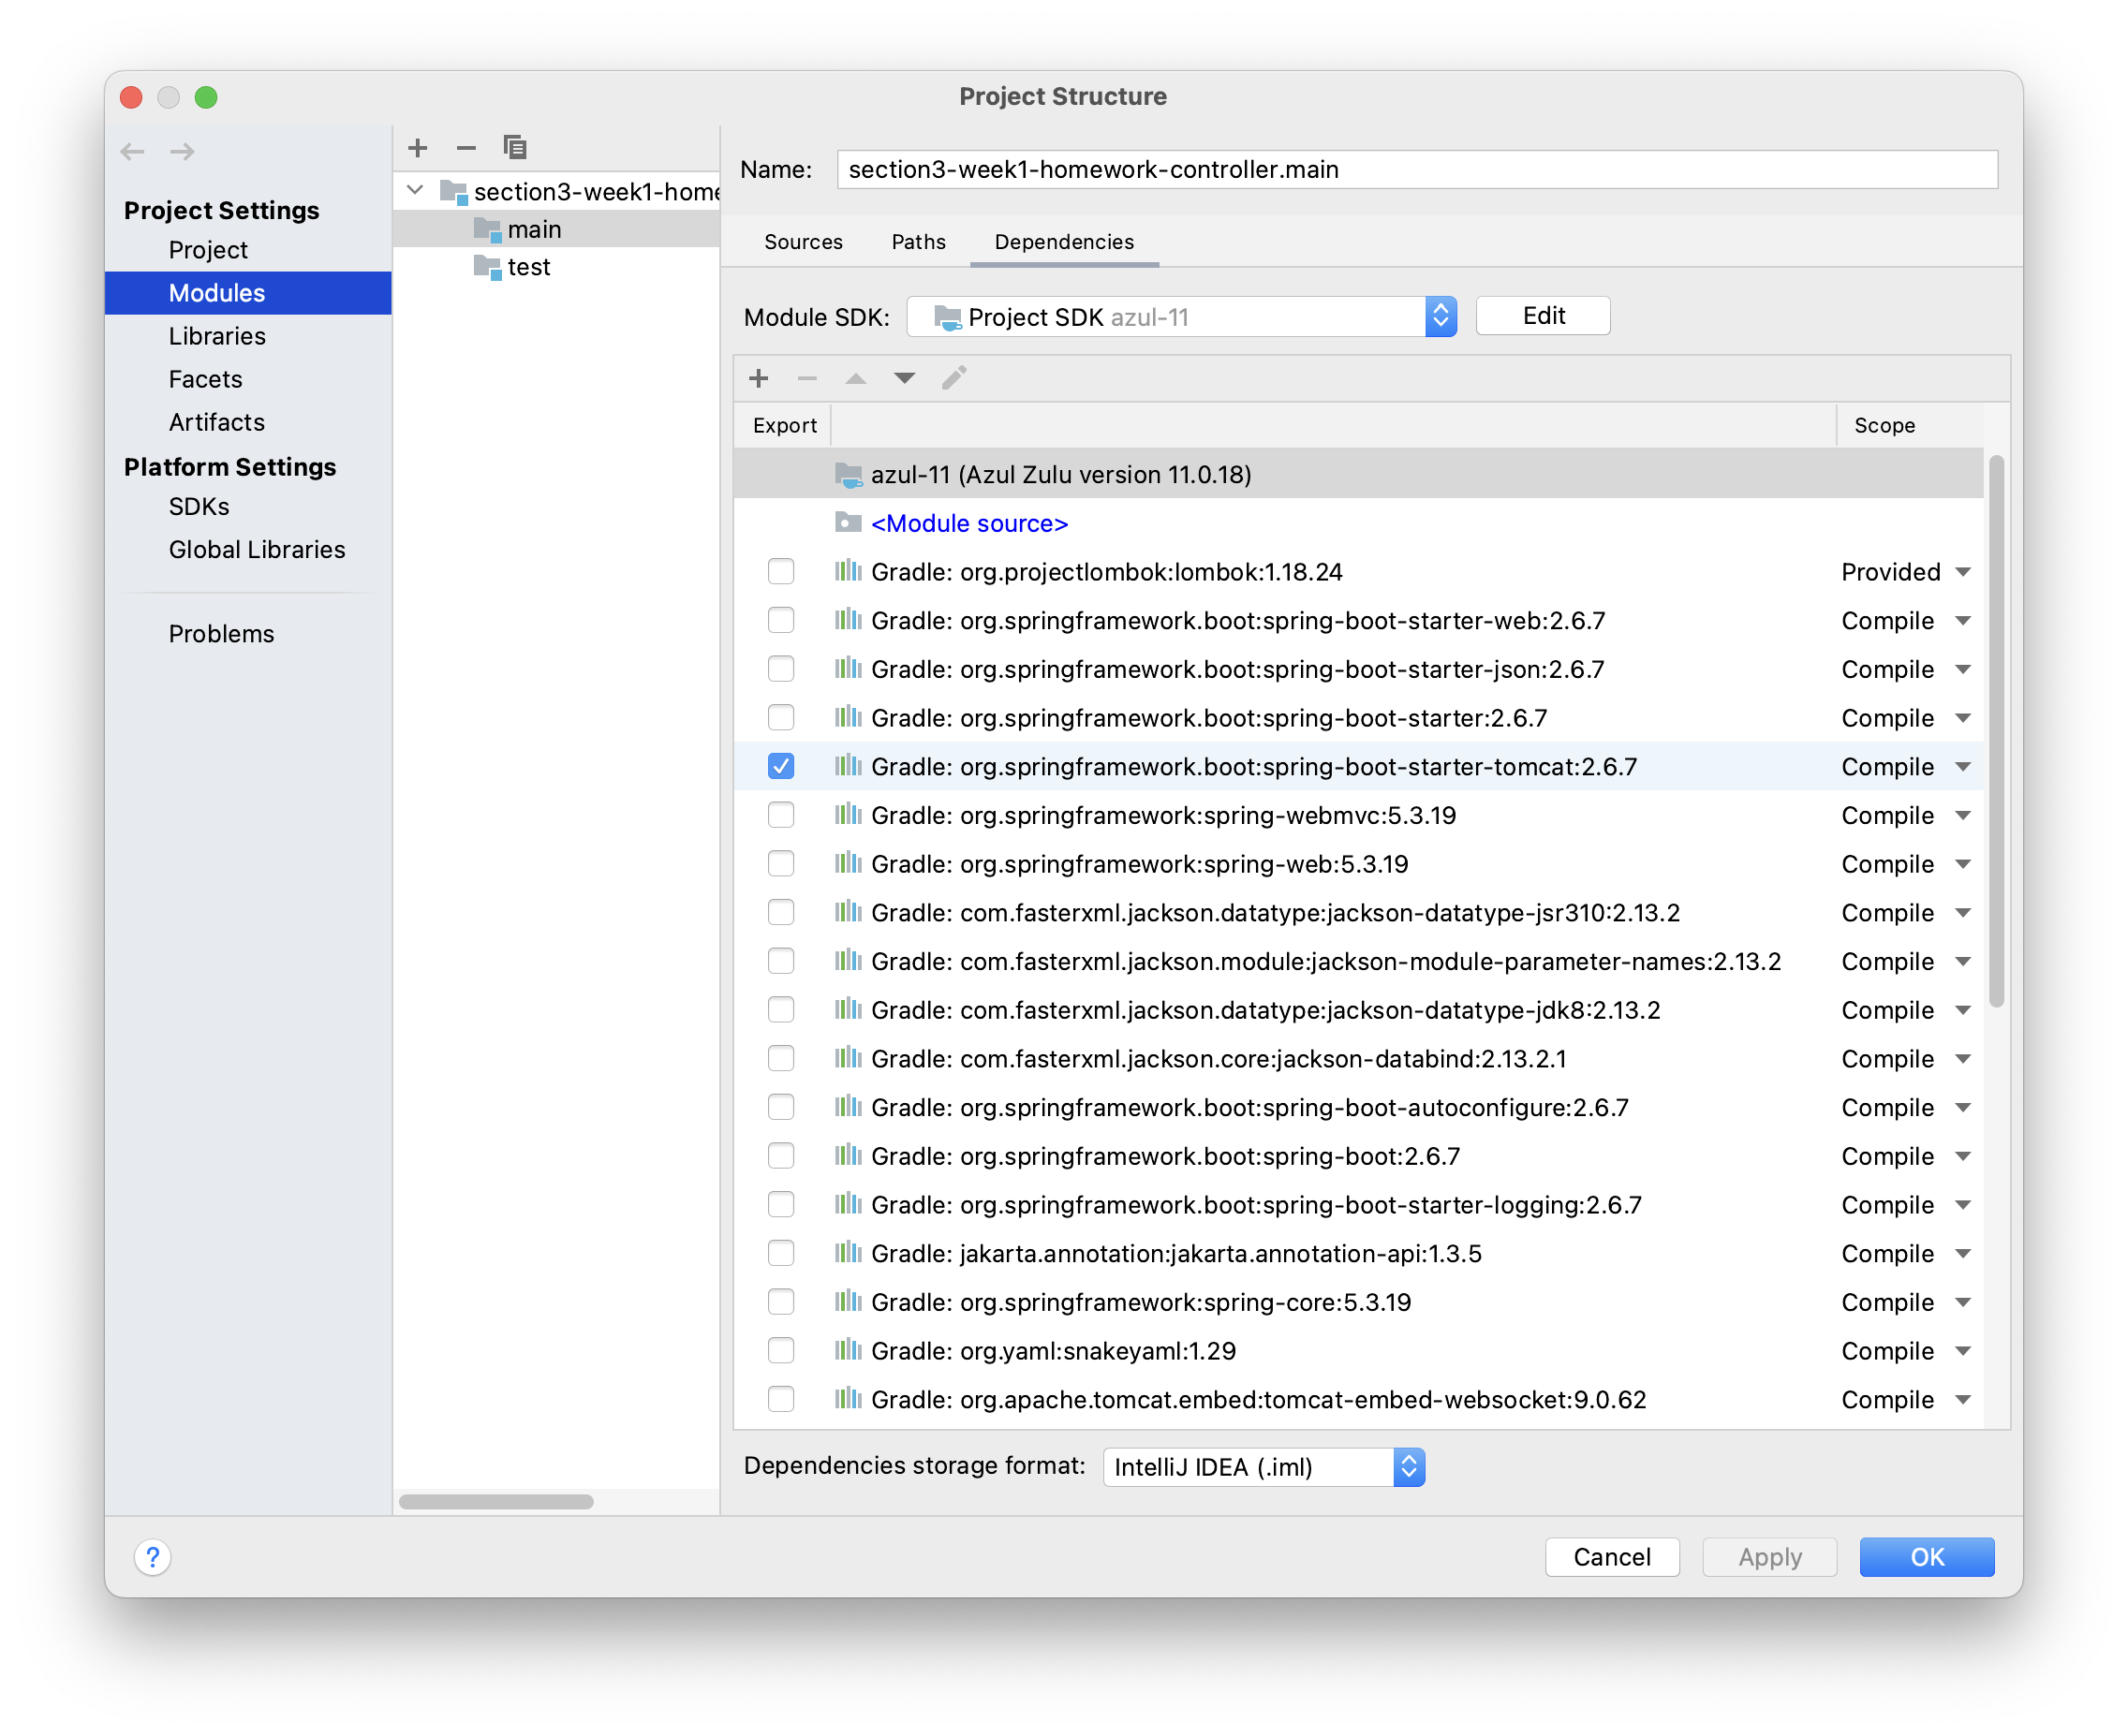 Project Structure
Project Settings
Project
Modules
Libraries
Facets
Artifacts
Platform Settings
SDKs
Global Libraries
Problems
section3-week1-home
main
test
Name: section3-week1-homework-controller.main
Sources Paths Dependencies
Module SDK: Project SDK azul-11 Edit
Export Scope
azul-11 (Azul Zulu version 11.0.18)
<Module source>
Gradle: org.projectlombok:lombok:1.18.24 Provided
Gradle: org.springframework.boot:spring-boot-starter-web:2.6.7 Compile
Gradle: org.springframework.boot:spring-boot-starter-json:2.6.7 Compile
Gradle: org.springframework.boot:spring-boot-starter:2.6.7 Compile
Gradle: org.springframework.boot:spring-boot-starter-tomcat:2.6.7 Compile
Gradle: org.springframework:spring-webmvc:5.3.19 Compile
Gradle: org.springframework:spring-web:5.3.19 Compile
Gradle: com.fasterxml.jackson.datatype:jackson-datatype-jsr310:2.13.2 Compile
Gradle: com.fasterxml.jackson.module:jackson-module-parameter-names:2.13.2 Compile
Gradle: com.fasterxml.jackson.datatype:jackson-datatype-jdk8:2.13.2 Compile
Gradle: com.fasterxml.jackson.core:jackson-databind:2.13.2.1 Compile
Gradle: org.springframework.boot:spring-boot-autoconfigure:2.6.7 Compile
Gradle: org.springframework.boot:spring-boot:2.6.7 Compile
Gradle: org.springframework.boot:spring-boot-starter-logging:2.6.7 Compile
Gradle: jakarta.annotation:jakarta.annotation-api:1.3.5 Compile
Gradle: org.springframework:spring-core:5.3.19 Compile
Gradle: org.yaml:snakeyaml:1.29 Compile
Gradle: org.apache.tomcat.embed:tomcat-embed-websocket:9.0.62 Compile
Dependencies storage format: IntelliJ IDEA (.iml)
? Cancel Apply OK